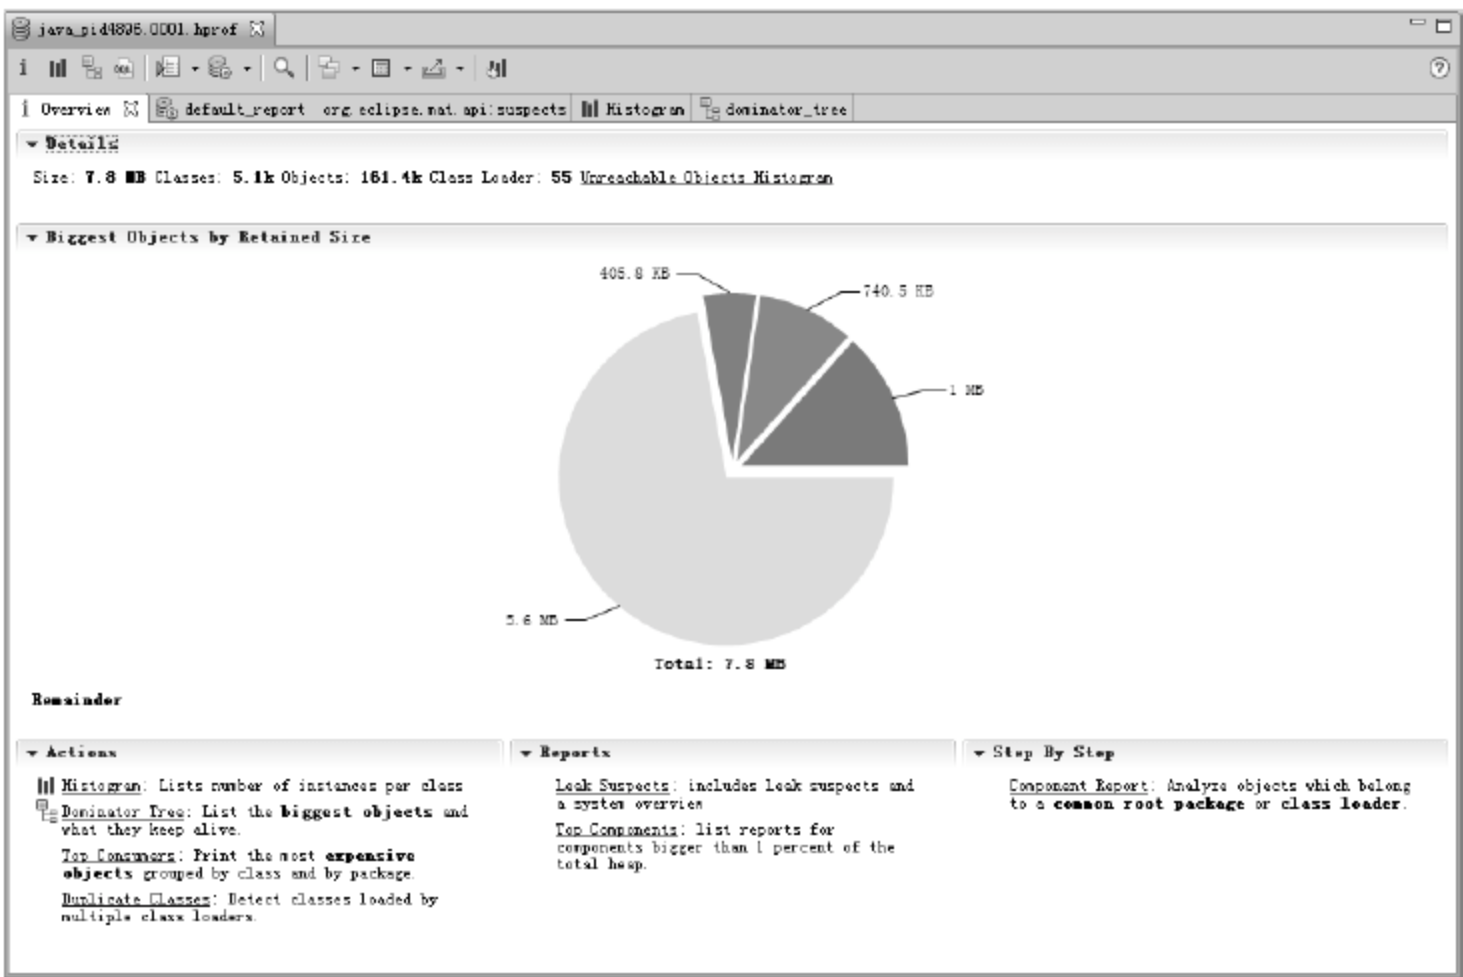 java_pid4896.0001.hprof
Overview default_report org.eclipse.mat.api:suspects Histogram dominator_tree
Details
Size: 7.8 MB Classes: 5.1k Objects: 161.4k Class Loader: 55 Unreachable Objects Histogram
Biggest Objects by Retained Size
405.8 KB
740.5 KB
1 MB
5.6 MB
Total: 7.8 MB
Remainder
Actions
Histogram: Lists number of instances per class
Dominator Tree: List the biggest objects and
what they keep alive.
Top Consumers: Print the most expensive
objects grouped by class and by package.
Duplicate Classes: Detect classes loaded by
multiple class loaders.
Reports
Leak Suspects: includes leak suspects and
a system overview
Top Components: list reports for
components bigger than 1 percent of the
total heap.
Step By Step
Component Report: Analyze objects which belong
to a common root package or class loader.